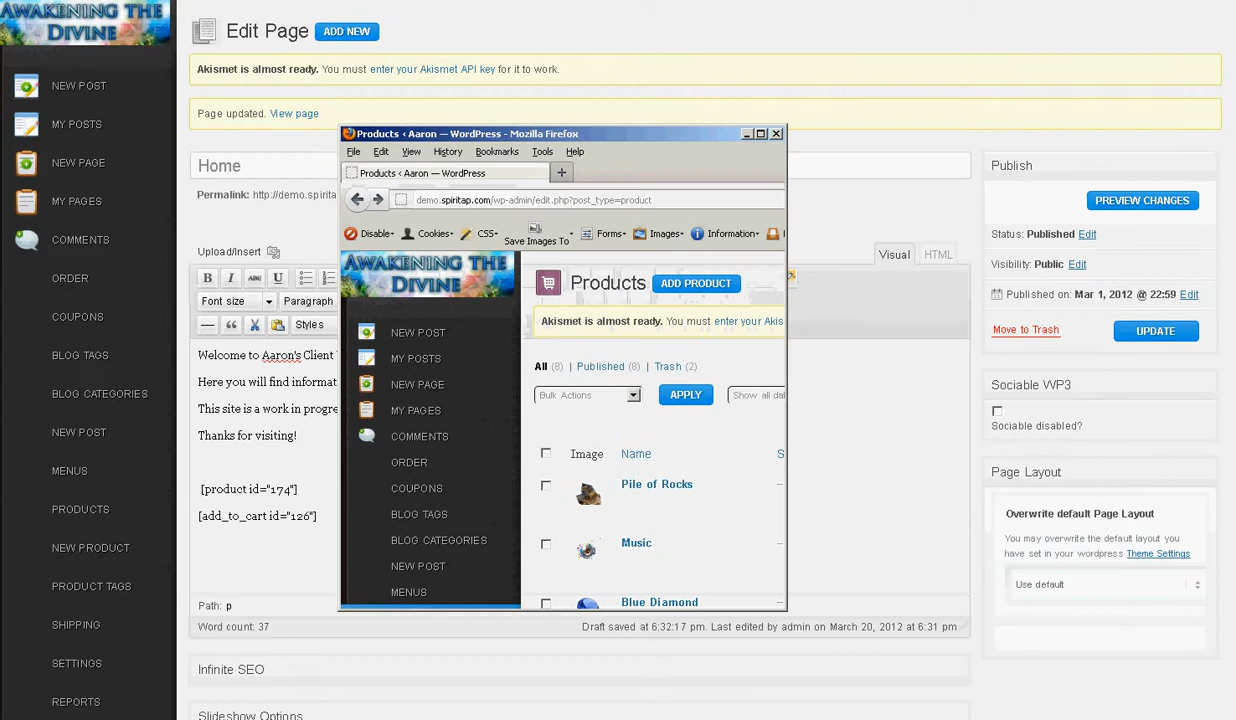 AWAKENING THE
DIVINE
NEW POST
MY POSTS
NEW PAGE
MY PAGES
COMMENTS
ORDER
COUPONS
BLOG TAGS
BLOG CATEGORIES
NEW POST
MENUS
PRODUCTS
NEW PRODUCT
PRODUCT TAGS
SHIPPING
SETTINGS
REPORTS
Edit Page ADD NEW
Akismet is almost ready. You must enter your Akismet API key for it to work.
Page updated. View page
Home
Permalink: http://demo.spirita
Upload/Insert
Visual HTML
B I ABC U
Font size Paragraph
Styles
Welcome to Aaron's Client
Here you will find informat
This site is a work in progre
Thanks for visiting!
[product id="174"]
[add_to_cart id="126"]
Path: p
Word count: 37
Draft saved at 6:32:17 pm. Last edited by admin on March 20, 2012 at 6:31 pm
Infinite SEO
Slideshow Options
Products ‹ Aaron — WordPress - Mozilla Firefox
File Edit View History Bookmarks Tools Help
Products ‹ Aaron — WordPress
demo.spiritap.com/wp-admin/edit.php?post_type=product
Disable Cookies CSS Save Images To Forms Images Information
AWAKENING THE
DIVINE
NEW POST
MY POSTS
NEW PAGE
MY PAGES
COMMENTS
ORDER
COUPONS
BLOG TAGS
BLOG CATEGORIES
NEW POST
MENUS
Products ADD PRODUCT
Akismet is almost ready. You must enter your Akis
All (8) | Published (8) | Trash (2)
Bulk Actions APPLY Show all dat
Image Name S
Pile of Rocks –
Music –
Blue Diamond –
Publish
PREVIEW CHANGES
Status: Published Edit
Visibility: Public Edit
Published on: Mar 1, 2012 @ 22:59 Edit
Move to Trash UPDATE
Sociable WP3
Sociable disabled?
Page Layout
Overwrite default Page Layout
You may overwrite the default layout you
have set in your wordpress Theme Settings
Use default